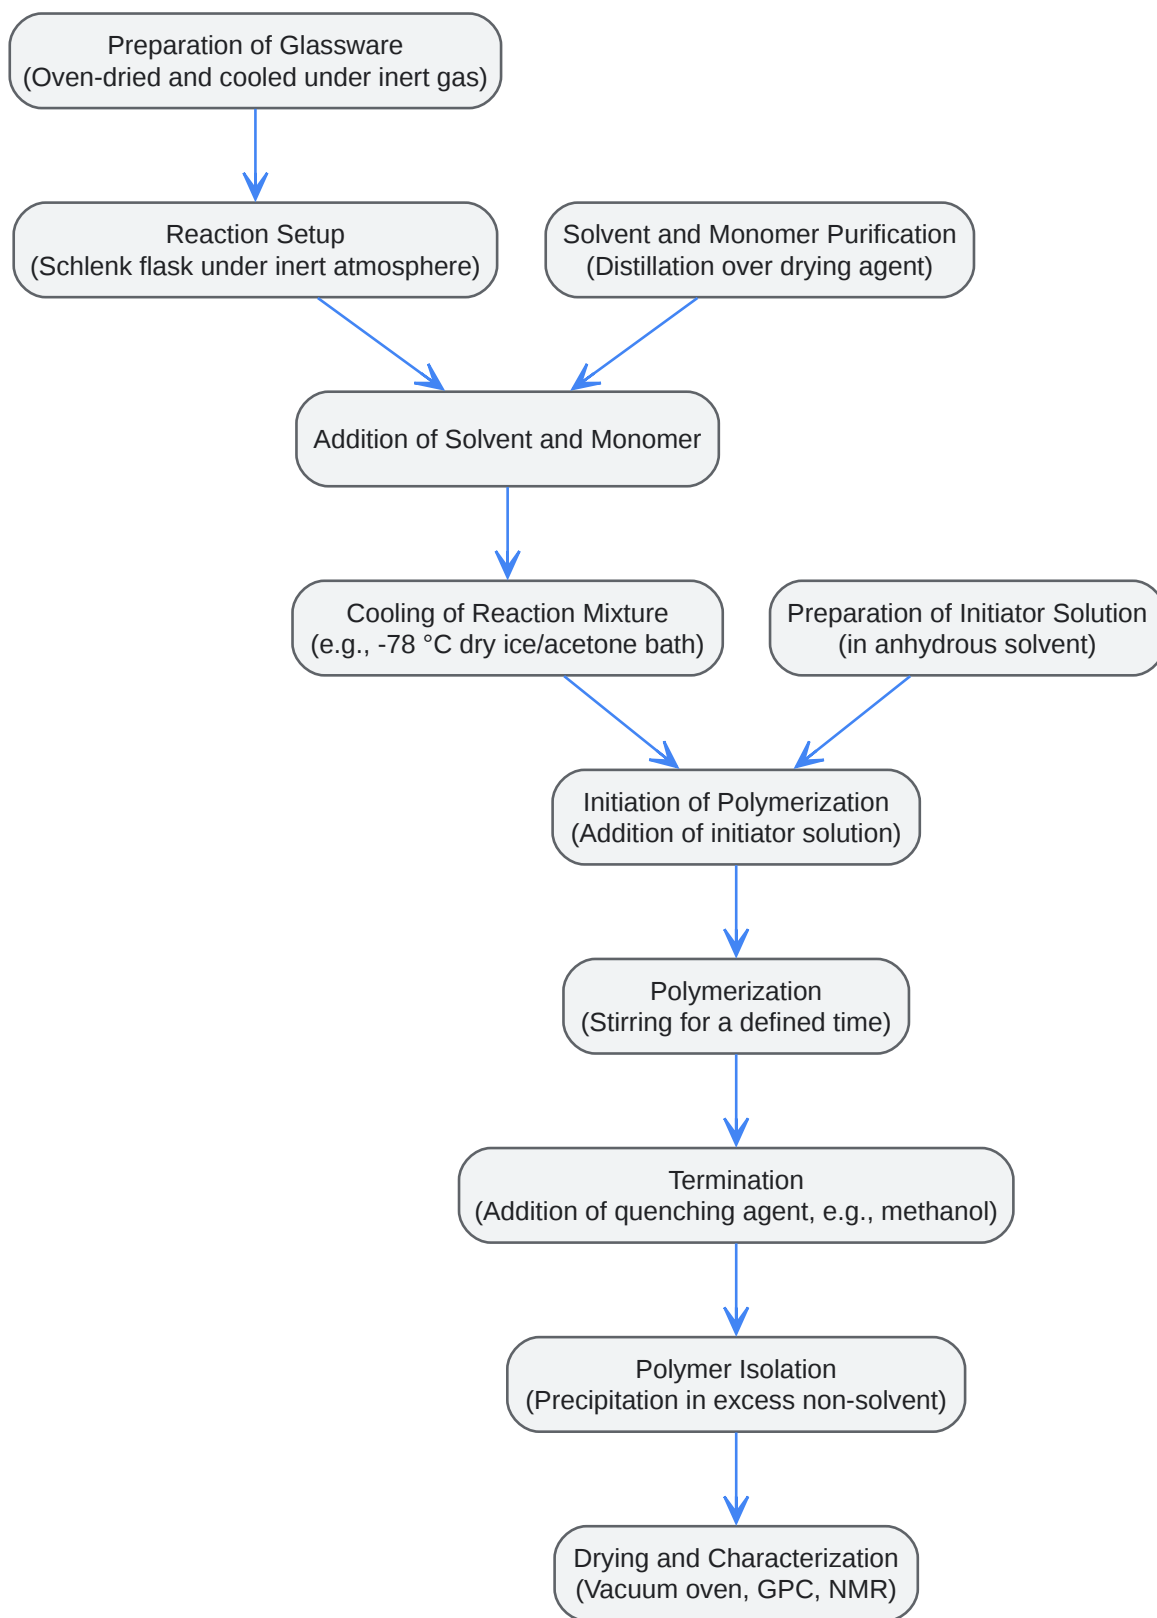 Preparation of Glassware
(Oven-dried and cooled under inert gas)
Reaction Setup
(Schlenk flask under inert atmosphere)
Solvent and Monomer Purification
(Distillation over drying agent)
Addition of Solvent and Monomer
Cooling of Reaction Mixture
(e.g., -78 °C dry ice/acetone bath)
Preparation of Initiator Solution
(in anhydrous solvent)
Initiation of Polymerization
(Addition of initiator solution)
Polymerization
(Stirring for a defined time)
Termination
(Addition of quenching agent, e.g., methanol)
Polymer Isolation
(Precipitation in excess non-solvent)
Drying and Characterization
(Vacuum oven, GPC, NMR)